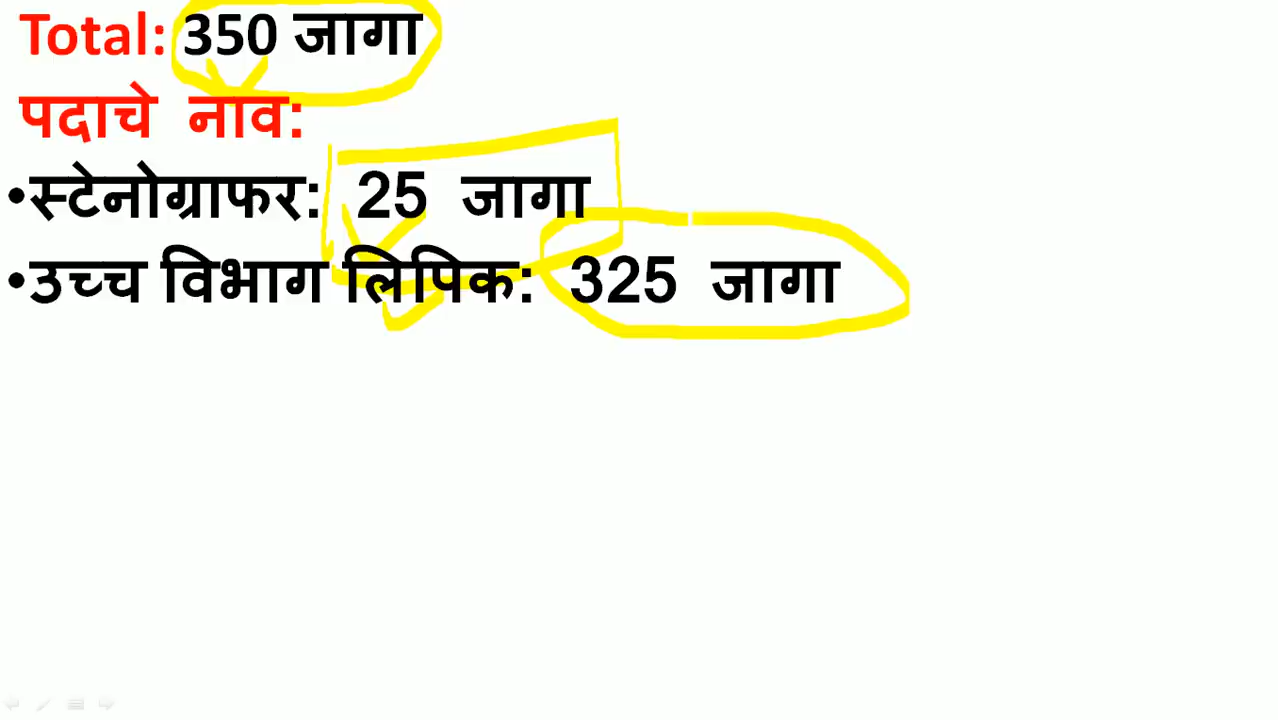 Total: 350 जागा
पदाचे नाव:
•स्टेनोग्राफर: 25 जागा
•उच्च विभाग लिपिक: 325 जागा